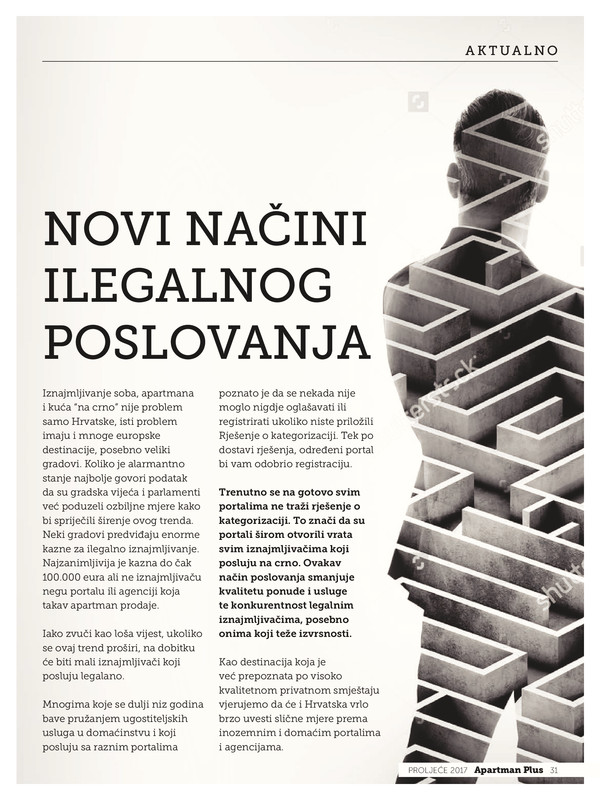 AKTUALNO
NOVI NAČINI
ILEGALNOG
POSLOVANJA
Iznajmljivanje soba, apartmana
i kuća "na crno" nije problem
samo Hrvatske, isti problem
imaju i mnoge europske
destinacije, posebno veliki
gradovi. Koliko je alarmantno
stanje najbolje govori podatak
da su gradska vijeća i parlamenti
već poduzeli ozbiljne mjere kako
bi spriječili širenje ovog trenda.
Neki gradovi predviđaju enorme
kazne za ilegalno iznajmljivanje.
Najzanimljivija je kazna do čak
100.000 eura ali ne iznajmljivaču
negu portalu ili agenciji koja
takav apartman prodaje.
Iako zvuči kao loša vijest, ukoliko
se ovaj trend proširi, na dobitku
će biti mali iznajmljivači koji
posluju legalano.
Mnogima koje se dulji niz godina
bave pružanjem ugostiteljskih
usluga u domaćinstvu i koji
posluju sa raznim portalima
poznato je da se nekada nije
moglo nigdje oglašavati ili
registrirati ukoliko niste priložili
Rješenje o kategorizaciji. Tek po
dostavi rješenja, određeni portal
bi vam odobrio registraciju.
Trenutno se na gotovo svim
portalima ne traži rješenje o
kategorizaciji. To znači da su
portali širom otvorili vrata
svim iznajmljivačima koji
posluju na crno. Ovakav
način poslovanja smanjuje
kvalitetu ponude i usluge
te konkurentnost legalnim
iznajmljivačima, posebno
onima koji teže izvrsnosti.
Kao destinacija koja je
već prepoznata po visoko
kvalitetnom privatnom smještaju
vjerujemo da će i Hrvatska vrlo
brzo uvesti slične mjere prema
inozemnim i domaćim portalima
i agencijama.
PROLJEĆE 2017 Apartman Plus 31